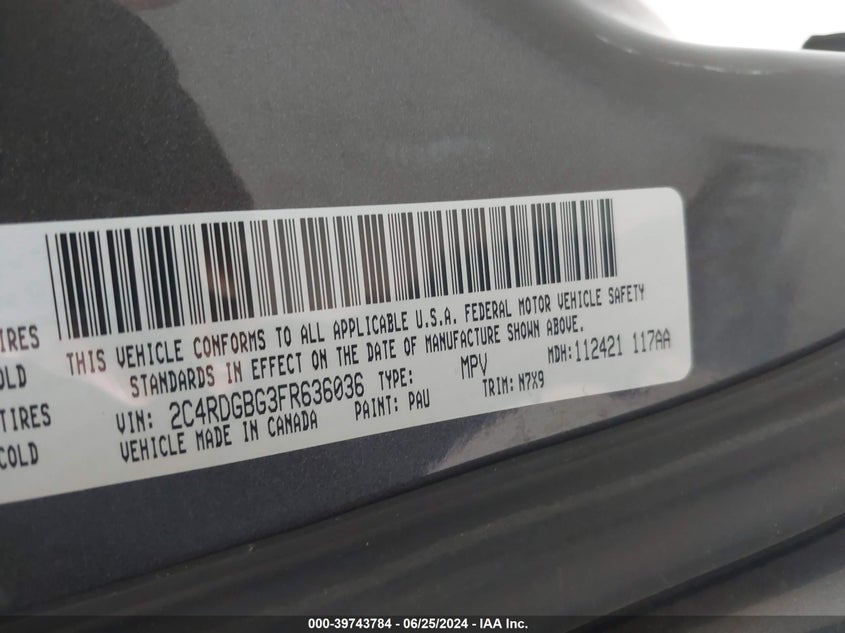 IRES
OLD
TIRES
COLD
THIS VEHICLE CONFORMS TO ALL APPLICABLE U.S.A. FEDERAL MOTOR VEHICLE SAFETY
STANDARDS IN EFFECT ON THE DATE OF MANUFACTURE SHOWN ABOVE.
VIN: 2C4RDGBG3FR636036 TYPE: MPV MDH:112421 117AA
VEHICLE MADE IN CANADA PAINT: PAU TRIM: N7X9
000-39743784 - 06/25/2024 - IAA Inc.